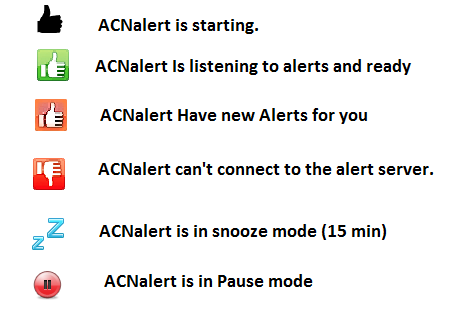 ACNalert is starting.
ACNalert Is listening to alerts and ready
ACNalert Have new Alerts for you
ACNalert can't connect to the alert server.
ACNalert is in snooze mode (15 min)
ACNalert is in Pause mode